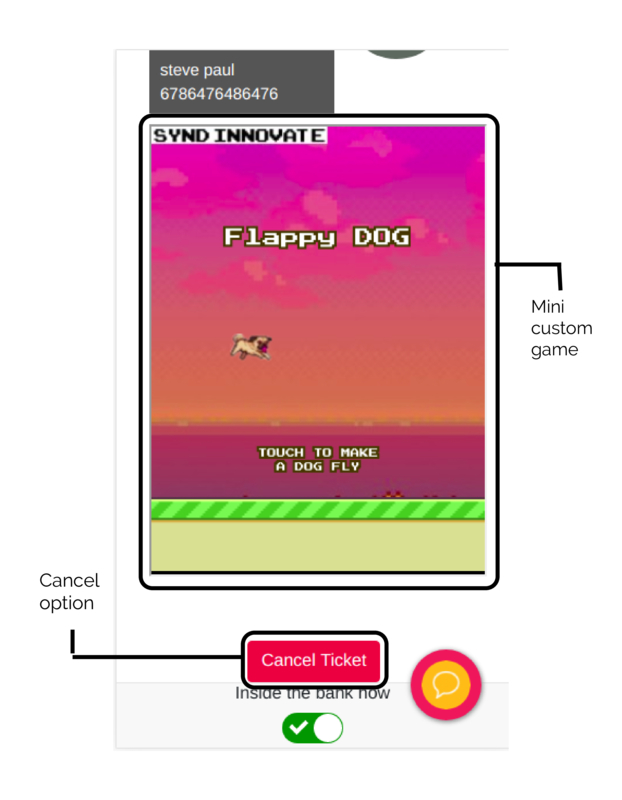 steve paul
6786476486476
SYND INNOVATE
Flappy DOG
Mini
custom
game
TOUCH TO MAKE
A DOG FLY
Cancel
option
Cancel Ticket
Inside the bank now